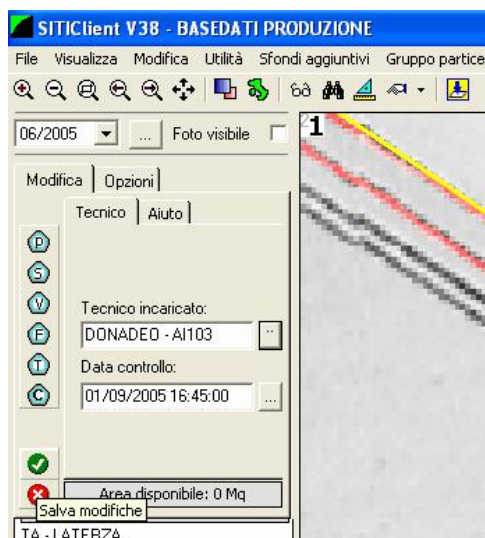 SITIClient V38 - BASEDATI PRODUZIONE
File Visualizza Modifica Utilità Sfondi aggiuntivi Gruppo partice
06/2005 ... Foto visibile
1
Modifica Opzioni
Tecnico Aiuto
P
S
V
F
T
C
Tecnico incaricato:
DONADEO - AI103 ..
Data controllo:
01/09/2005 16:45:00 ...
Area disponibile: 0 Mq
Salva modifiche
TA - LATERZA